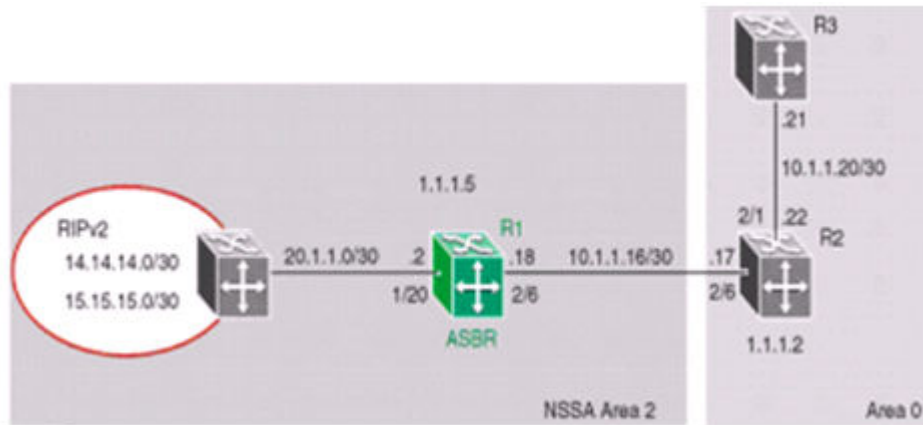 R3
.21
10.1.1.20/30
1.1.1.5
RIPv2
14.14.14.0/30
15.15.15.0/30
20.1.1.0/30
.2
R1
.18
10.1.1.16/30
.17
2/1
.22
R2
1/20
2/6
2/6
ASBR
1.1.1.2
NSSA Area 2
Area 0